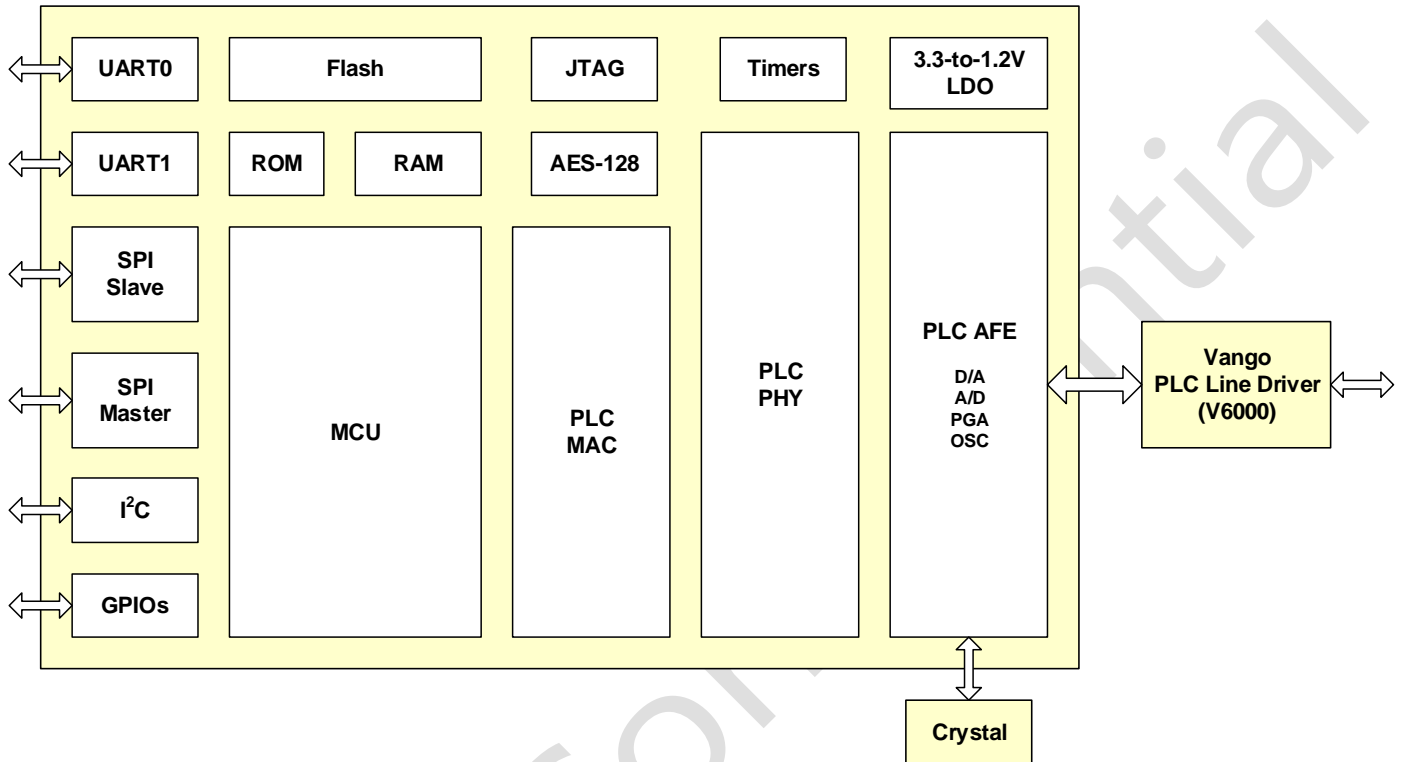 UART0
Flash
JTAG
Timers
3.3-to-1.2V
LDO
UART1
ROM
RAM
AES-128
SPI
Slave
SPI
Master
I²C
GPIOs
MCU
PLC
MAC
PLC
PHY
PLC AFE
D/A
A/D
PGA
OSC
Vango
PLC Line Driver
(V6000)
Crystal